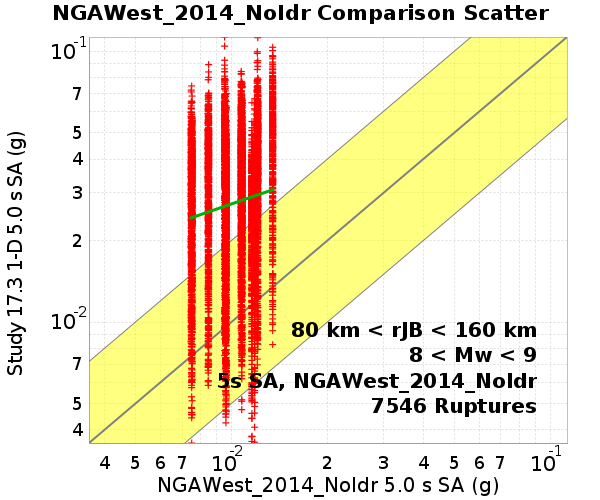 NGAWest_2014_NoIdr Comparison Scatter
Study 17.3 1-D 5.0 s SA (g)
10-1
7
5
4
3
2
10-2
7
5
4
80 km < rJB < 160 km
8 < Mw < 9
5s SA, NGAWest_2014_NoIdr
7546 Ruptures
4 5 6 7 10-2 2 3 4 5 6 7 10-1
NGAWest_2014_NoIdr 5.0 s SA (g)